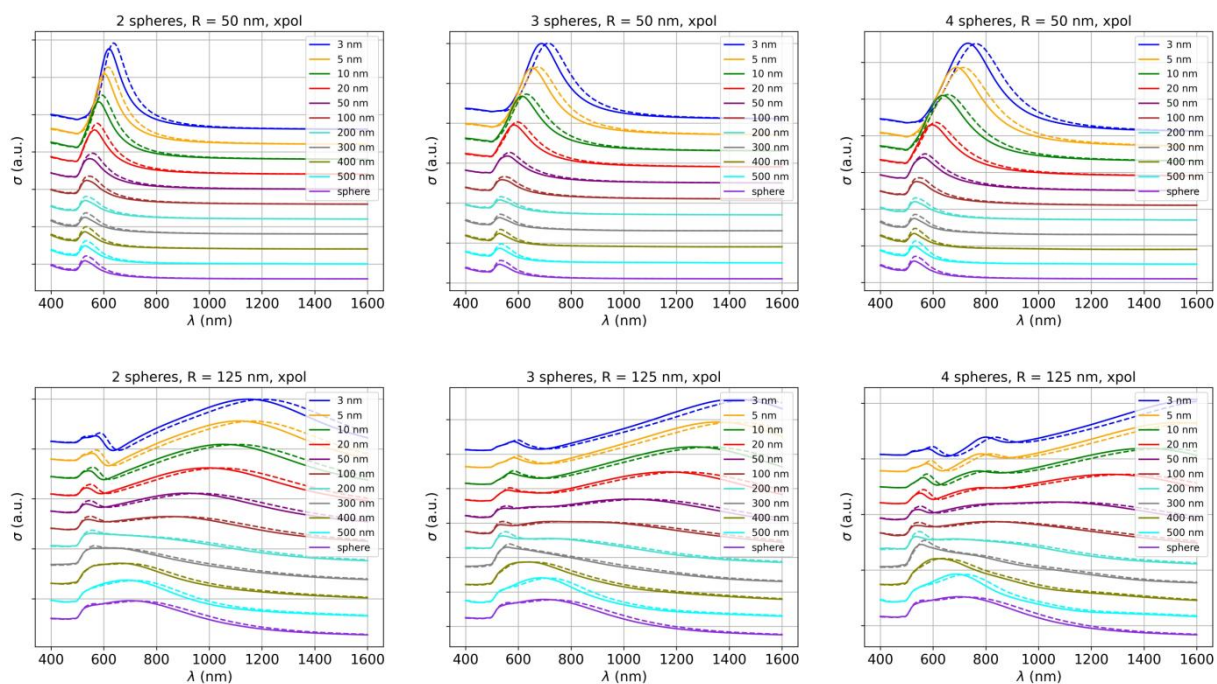 2 spheres, R = 50 nm, xpol
σ (a.u.)
3 nm
5 nm
10 nm
20 nm
50 nm
100 nm
200 nm
300 nm
400 nm
500 nm
sphere
400 600 800 1000 1200 1400 1600
λ (nm)
3 spheres, R = 50 nm, xpol
σ (a.u.)
3 nm
5 nm
10 nm
20 nm
50 nm
100 nm
200 nm
300 nm
400 nm
500 nm
sphere
400 600 800 1000 1200 1400 1600
λ (nm)
4 spheres, R = 50 nm, xpol
σ (a.u.)
3 nm
5 nm
10 nm
20 nm
50 nm
100 nm
200 nm
300 nm
400 nm
500 nm
sphere
400 600 800 1000 1200 1400 1600
λ (nm)
2 spheres, R = 125 nm, xpol
σ (a.u.)
3 nm
5 nm
10 nm
20 nm
50 nm
100 nm
200 nm
300 nm
400 nm
500 nm
sphere
400 600 800 1000 1200 1400 1600
λ (nm)
3 spheres, R = 125 nm, xpol
σ (a.u.)
3 nm
5 nm
10 nm
20 nm
50 nm
100 nm
200 nm
300 nm
400 nm
500 nm
sphere
400 600 800 1000 1200 1400 1600
λ (nm)
4 spheres, R = 125 nm, xpol
σ (a.u.)
3 nm
5 nm
10 nm
20 nm
50 nm
100 nm
200 nm
300 nm
400 nm
500 nm
sphere
400 600 800 1000 1200 1400 1600
λ (nm)